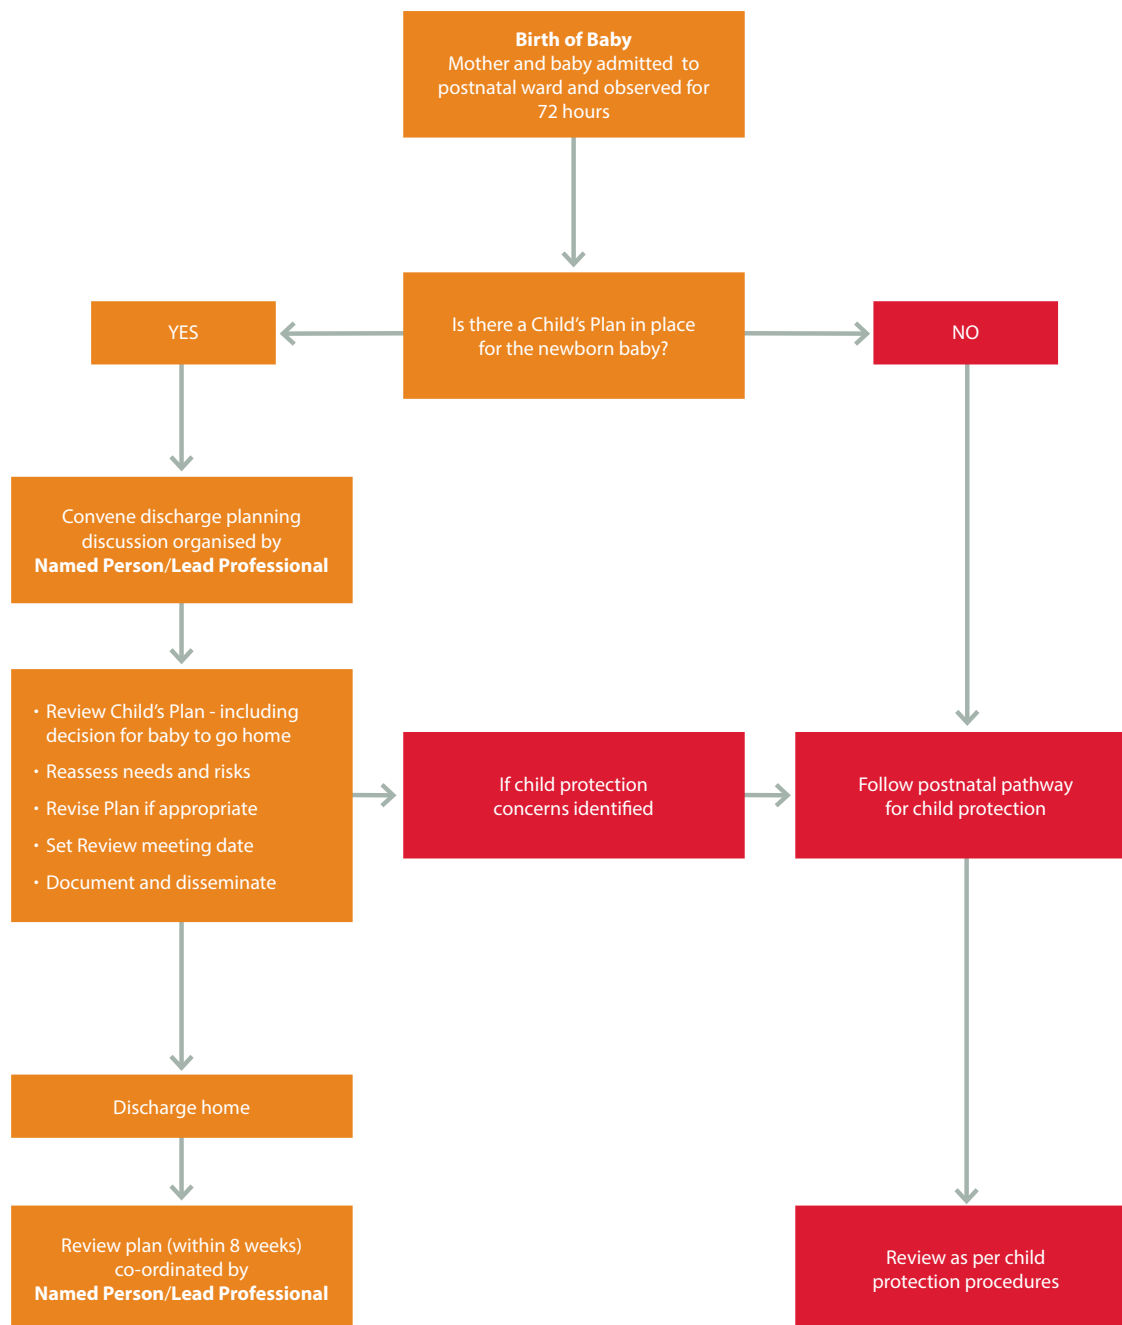 Birth of Baby
Mother and baby admitted to
postnatal ward and observed for
72 hours
Is there a Child’s Plan in place
for the newborn baby?
YES
NO
Convene discharge planning
discussion organised by
Named Person/Lead Professional
• Review Child’s Plan - including
decision for baby to go home
• Reassess needs and risks
• Revise Plan if appropriate
• Set Review meeting date
• Document and disseminate
If child protection
concerns identified
Follow postnatal pathway
for child protection
Discharge home
Review plan (within 8 weeks)
co-ordinated by
Named Person/Lead Professional
Review as per child
protection procedures